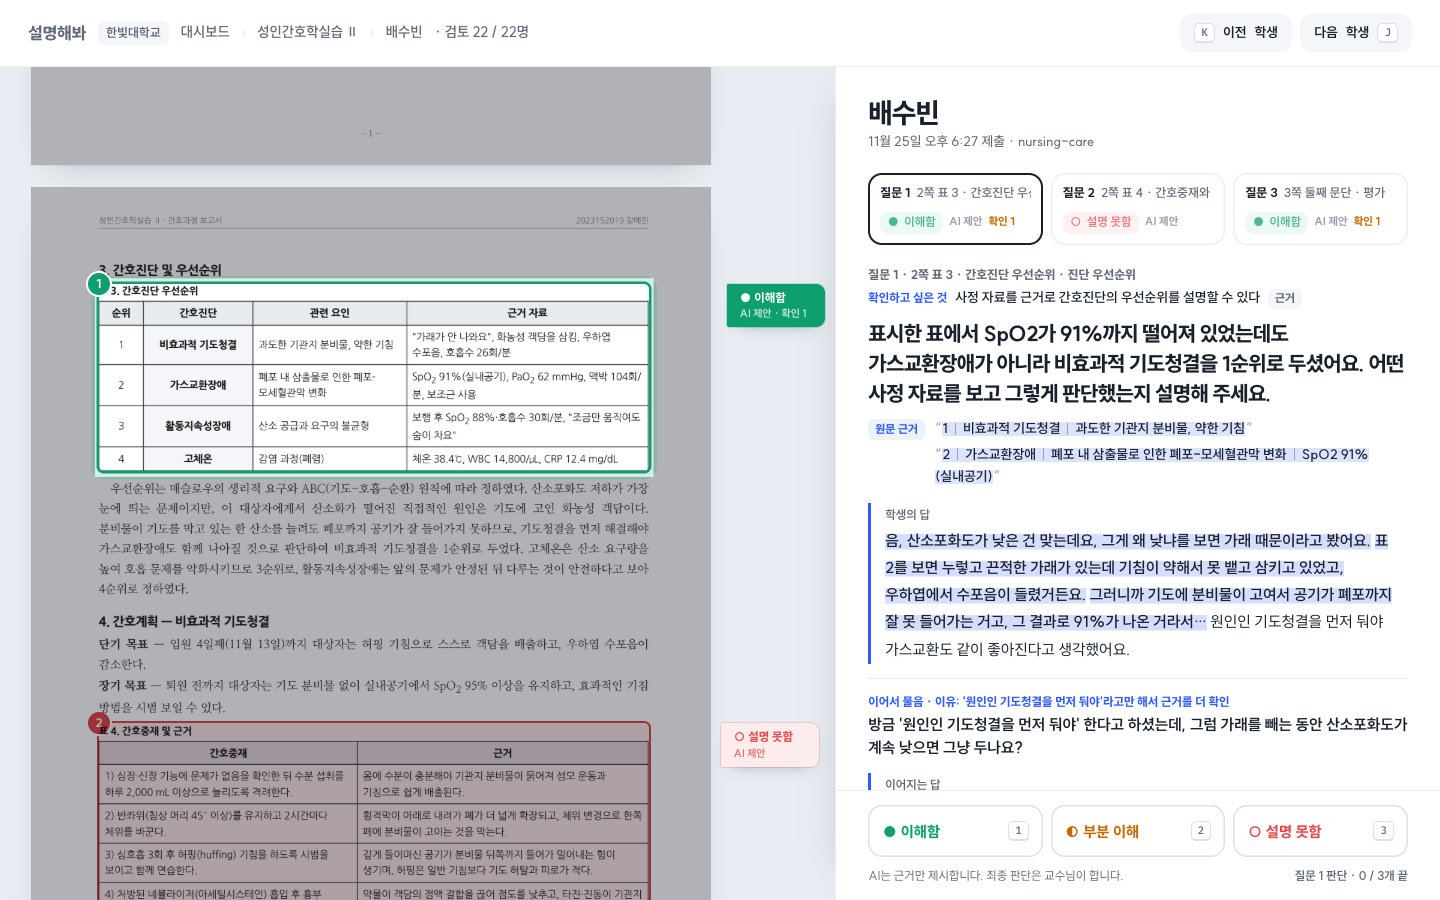 설명해봐 한빛대학교 대시보드 › 성인간호학실습 Ⅱ › 배수빈 · 검토 22 / 22명
K 이전 학생 다음 학생 J
- 1 -
성인간호학실습 Ⅱ · 간호과정 보고서 2023152019 강예린
3. 간호진단 및 우선순위
1
3. 간호진단 우선순위
순위 간호진단 관련 요인 근거 자료
1 비효과적 기도청결 과도한 기관지 분비물, 약한 기침 "가래가 안 나와요", 화농성 객담을 삼킴, 우하엽
수포음, 호흡수 26회/분
2 가스교환장애 폐포 내 삼출물로 인한 폐포-
모세혈관막 변화 SpO2 91%(실내공기), PaO2 62 mmHg, 맥박 104회/
분, 보조근 사용
3 활동지속성장애 산소 공급과 요구의 불균형 보행 후 SpO2 88%·호흡수 30회/분, "조금만 움직여도
숨이 차요"
4 고체온 감염 과정(폐렴) 체온 38.4℃, WBC 14,800/μL, CRP 12.4 mg/dL
우선순위는 매슬로우의 생리적 요구와 ABC(기도-호흡-순환) 원칙에 따라 정하였다. 산소포화도 저하가 가장
눈에 띄는 문제이지만, 이 대상자에게서 산소화가 떨어진 직접적인 원인은 기도에 고인 화농성 객담이다.
분비물이 기도를 막고 있는 한 산소를 늘려도 폐포까지 공기가 잘 들어가지 못하므로, 기도청결을 먼저 해결해야
가스교환장애도 함께 나아질 것으로 판단하여 비효과적 기도청결을 1순위로 두었다. 고체온은 산소 요구량을
높여 호흡 문제를 악화시키므로 3순위로, 활동지속성장애는 앞의 문제가 안정된 뒤 다루는 것이 안전하다고 보아
4순위로 정하였다.
4. 간호계획 — 비효과적 기도청결
단기 목표 — 입원 4일째(11월 13일)까지 대상자는 허핑 기침으로 스스로 객담을 배출하고, 우하엽 수포음이
감소한다.
장기 목표 — 퇴원 전까지 대상자는 기도 분비물 없이 실내공기에서 SpO2 95% 이상을 유지하고, 효과적인 기침
방법을 시범 보일 수 있다.
2
표 4. 간호중재 및 근거
간호중재 근거
1) 심장·신장 기능에 문제가 없음을 확인한 뒤 수분 섭취를
하루 2,000 mL 이상으로 늘리도록 격려한다. 몸에 수분이 충분해야 기관지 분비물이 묽어져 섬모 운동과
기침으로 쉽게 배출된다.
2) 반좌위(침상 머리 45° 이상)를 유지하고 2시간마다
체위를 바꾼다. 횡격막이 아래로 내려가 폐가 더 넓게 확장되고, 체위 변경으로 한쪽
폐에 분비물이 고이는 것을 막는다.
3) 심호흡 3회 후 허핑(huffing) 기침을 하도록 시범을
보이고 함께 연습한다. 깊게 들이마신 공기가 분비물 뒤쪽까지 들어가 밀어내는 힘이
생기며, 허핑은 일반 기침보다 기도 허탈과 피로가 적다.
4) 처방된 네뷸라이저(아세틸시스테인) 흡입 후 흉부 약물이 객담의 점액 결합을 끊어 점도를 낮추고, 타진·진동이 기관지
이해함
AI 제안 · 확인 1
설명 못함
AI 제안
배수빈
11월 25일 오후 6:27 제출 · nursing-care
질문 1 2쪽 표 3 · 간호진단 우
이해함 AI 제안 확인 1
질문 2 2쪽 표 4 · 간호중재와
설명 못함 AI 제안
질문 3 3쪽 둘째 문단 · 평가
이해함 AI 제안 확인 1
질문 1 · 2쪽 표 3 · 간호진단 우선순위 · 진단 우선순위
확인하고 싶은 것 사정 자료를 근거로 간호진단의 우선순위를 설명할 수 있다 근거
표시한 표에서 SpO2가 91%까지 떨어져 있었는데도
가스교환장애가 아니라 비효과적 기도청결을 1순위로 두셨어요. 어떤
사정 자료를 보고 그렇게 판단했는지 설명해 주세요.
원문 근거 "1 | 비효과적 기도청결 | 과도한 기관지 분비물, 약한 기침"
"2 | 가스교환장애 | 폐포 내 삼출물로 인한 폐포-모세혈관막 변화 | SpO2 91%
(실내공기)"
학생의 답
음, 산소포화도가 낮은 건 맞는데요, 그게 왜 낮냐를 보면 가래 때문이라고 봤어요. 표
2를 보면 누렇고 끈적한 가래가 있는데 기침이 약해서 못 뱉고 삼키고 있었고,
우하엽에서 수포음이 들렸거든요. 그러니까 기도에 분비물이 고여서 공기가 폐포까지
잘 못 들어가는 거고, 그 결과로 91%가 나온 거라서… 원인인 기도청결을 먼저 둬야
가스교환도 같이 좋아진다고 생각했어요.
이어서 물음 · 이유: '원인인 기도청결을 먼저 둬야'라고만 해서 근거를 더 확인
방금 '원인인 기도청결을 먼저 둬야' 한다고 하셨는데, 그럼 가래를 빼는 동안 산소포화도가
계속 낮으면 그냥 두나요?
이어지는 답
이해함 1 부분 이해 2 설명 못함 3
AI는 근거만 제시합니다. 최종 판단은 교수님이 합니다. 질문 1 판단 · 0 / 3개 끝